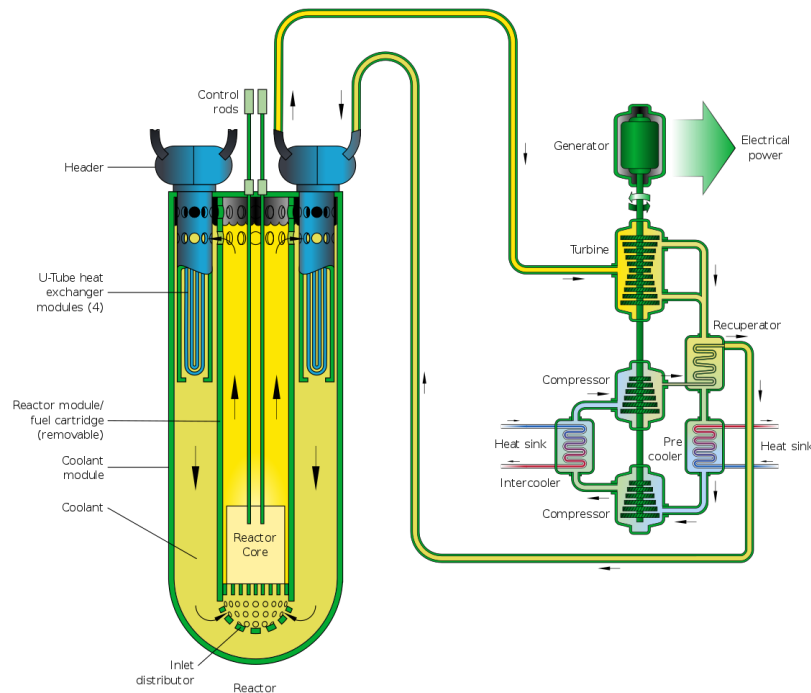 Control
rods
Header
U-Tube heat
exchanger
modules (4)
Reactor module/
fuel cartridge
(removable)
Coolant
module
Coolant
Reactor
Core
Inlet
distributor
Reactor
Generator
Electrical
power
Turbine
Recuperator
Compressor
Heat sink
Pre
cooler
Heat sink
Intercooler
Compressor